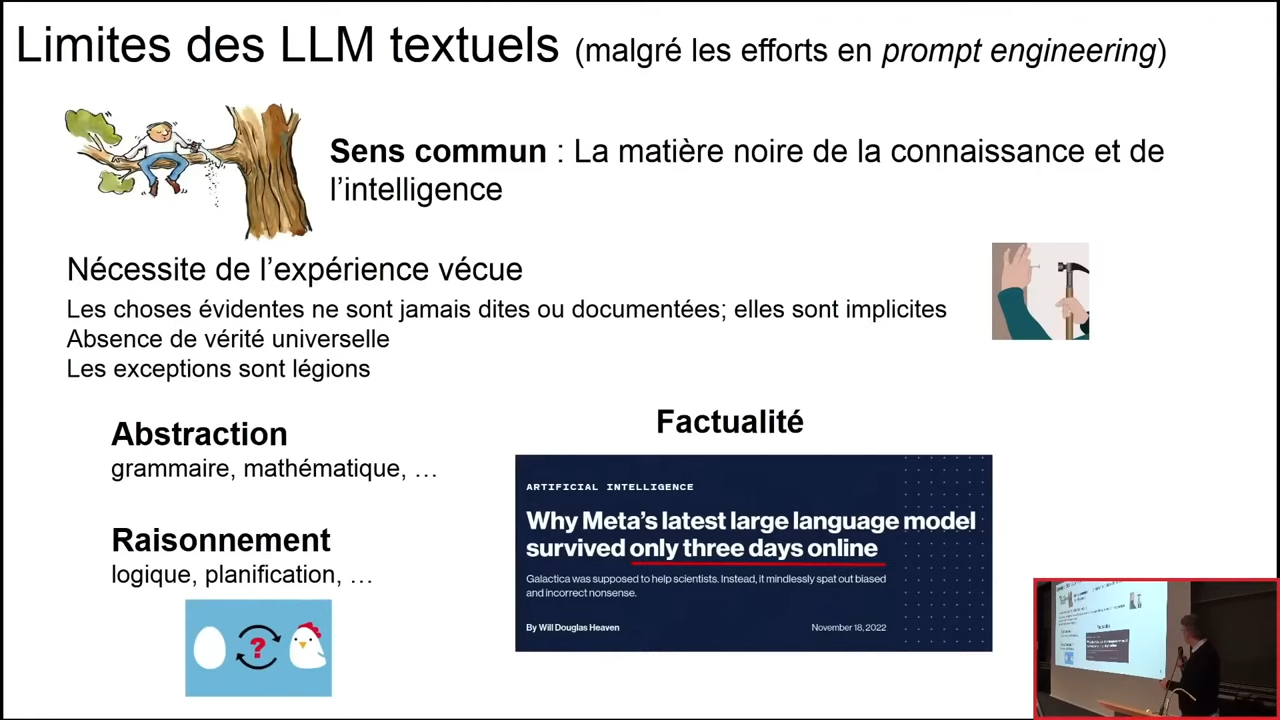 Limites des LLM textuels (malgré les efforts en prompt engineering)
Sens commun : La matière noire de la connaissance et de
l’intelligence
Nécessite de l’expérience vécue
Les choses évidentes ne sont jamais dites ou documentées; elles sont implicites
Absence de vérité universelle
Les exceptions sont légions
Abstraction
grammaire, mathématique, …
Raisonnement
logique, planification, …
?
Factualité
ARTIFICIAL INTELLIGENCE
Why Meta’s latest large language model
survived only three days online
Galactica was supposed to help scientists. Instead, it mindlessly spat out biased
and incorrect nonsense.
By Will Douglas Heaven November 18, 2022